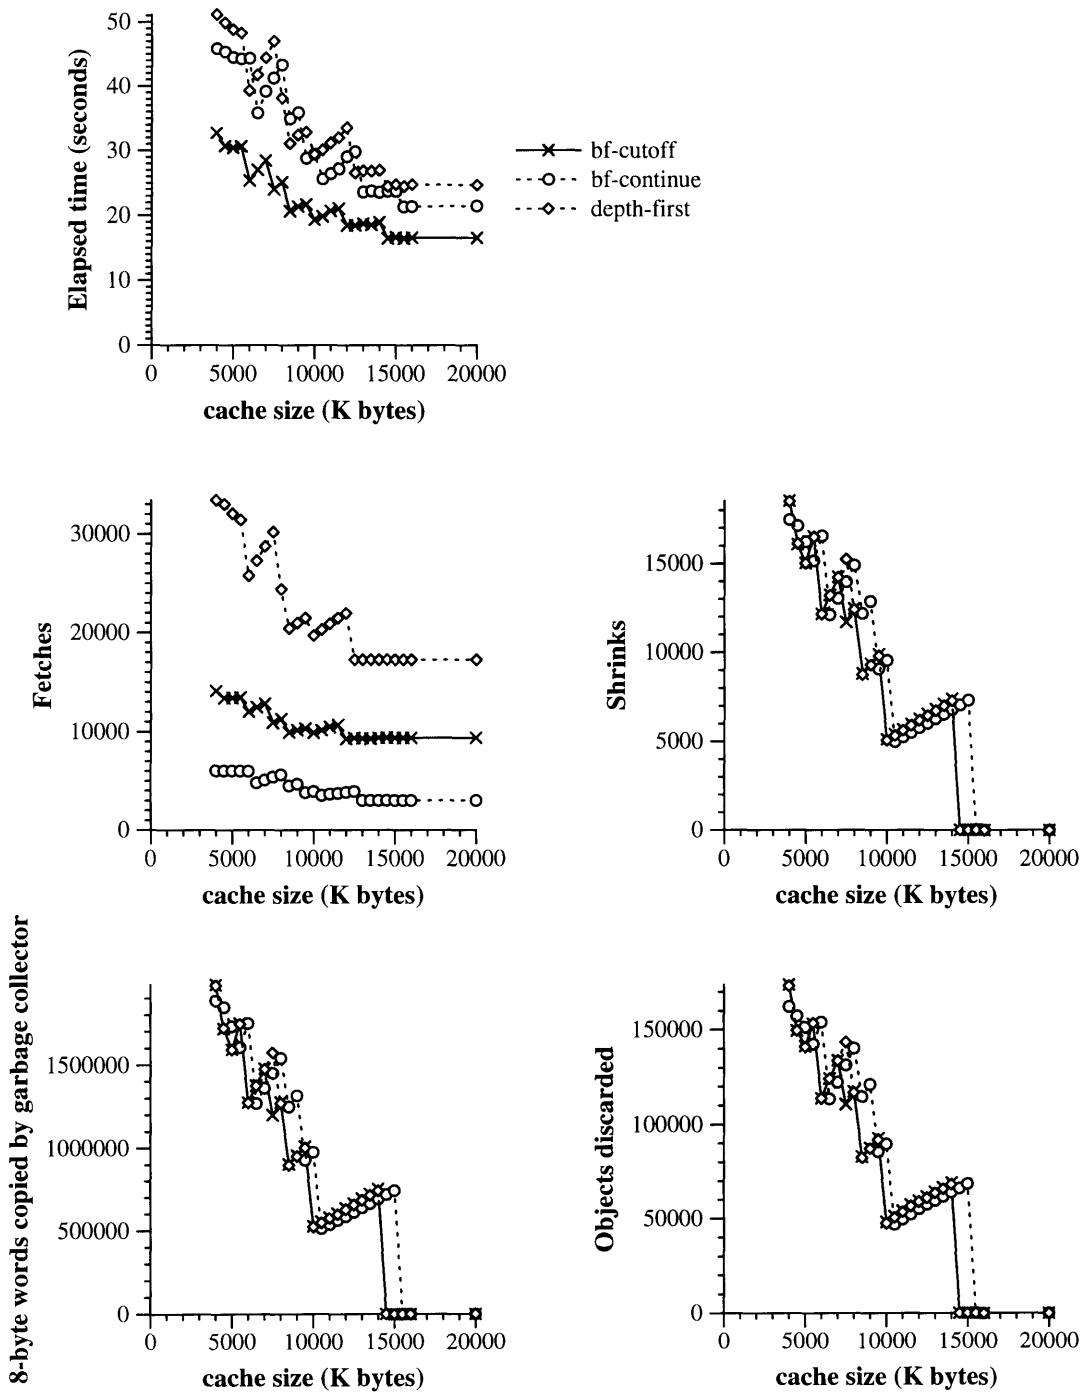 50
40
30
20
10
0
Elapsed time (seconds)
0 5000 10000 15000 20000
cache size (K bytes)
bf-cutoff
bf-continue
depth-first
30000
20000
10000
0
Fetches
0 5000 10000 15000 20000
cache size (K bytes)
15000
10000
5000
0
Shrinks
0 5000 10000 15000 20000
cache size (K bytes)
1500000
1000000
500000
0
8-byte words copied by garbage collector
0 5000 10000 15000 20000
cache size (K bytes)
150000
100000
50000
0
Objects discarded
0 5000 10000 15000 20000
cache size (K bytes)